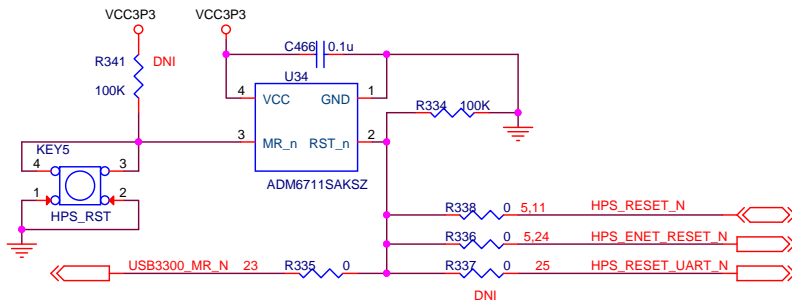 VCC3P3 VCC3P3
C466 0.1u
R341 DNI
U34
100K
4 VCC GND 1
R334 100K
3 MR_n RST_n 2
KEY5
4 3
ADM6711SAKSZ
1 2
HPS_RST
R338 0 5,11 HPS_RESET_N
R336 0 5,24 HPS_ENET_RESET_N
USB3300_MR_N 23 R335 0 R337 0 25 HPS_RESET_UART_N
DNI